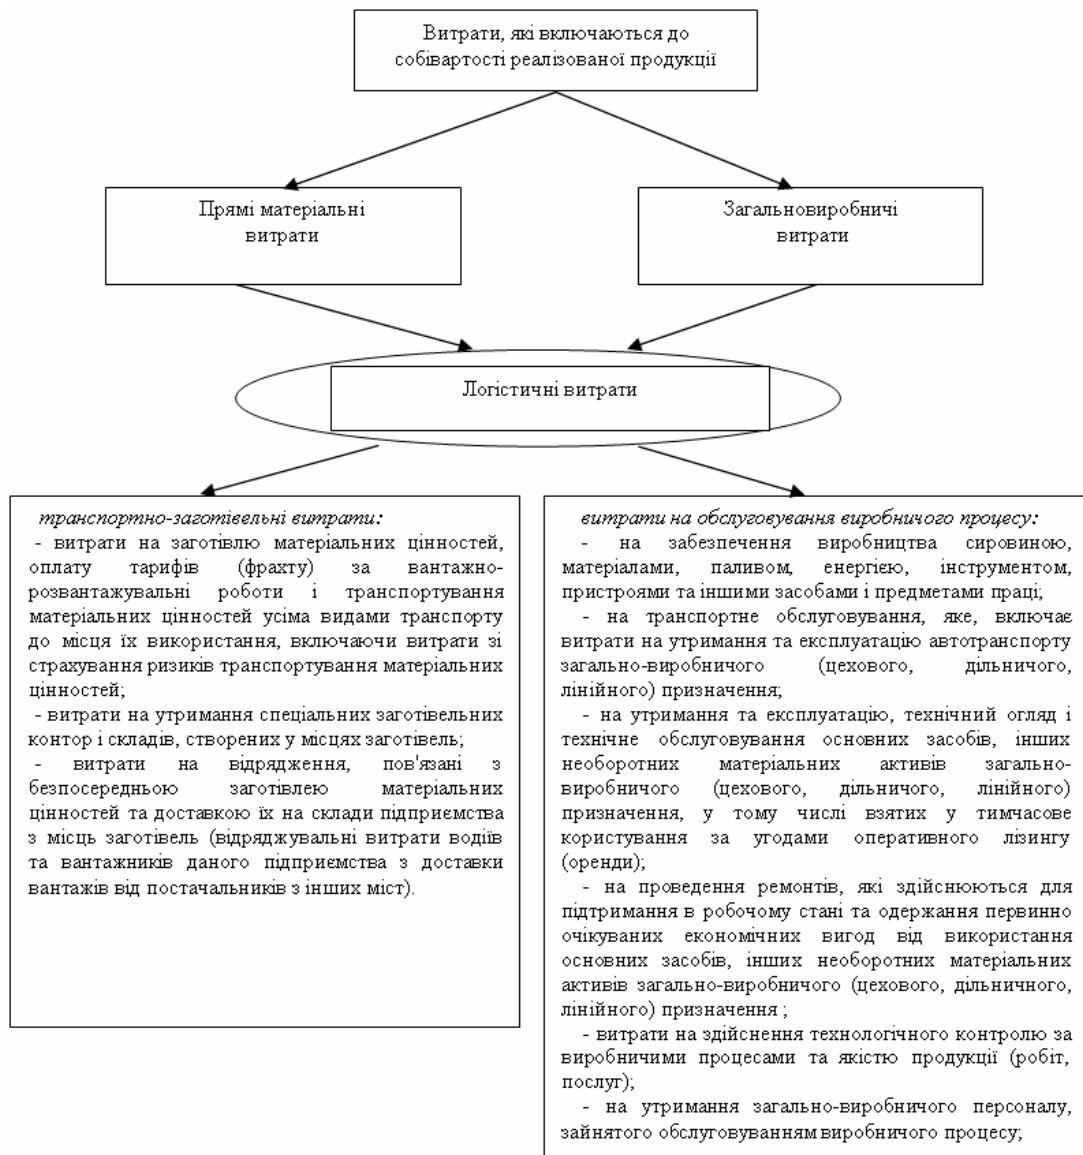 Витрати, які включаються до
собівартості реалізованої продукції
Прямі матеріальні
витрати
Загальновиробничі
витрати
Логістичні витрати
транспортно-заготівельні витрати:
- витрати на заготівлю матеріальних цінностей,
оплату тарифів (фрахту) за вантажно-
розвантажувальні роботи і транспортування
матеріальних цінностей усіма видами транспорту
до місця їх використання, включаючи витрати зі
страхування ризиків транспортування матеріальних
цінностей;
- витрати на утримання спеціальних заготівельних
контор і складів, створених у місцях заготівель;
- витрати на відрядження, пов'язані з
безпосередньою заготівлею матеріальних
цінностей та доставкою їх на склади підприємства
з місць заготівель (відряджувальні витрати водіїв
та вантажників даного підприємства з доставки
вантажів від постачальників з інших міст).
витрати на обслуговування виробничого процесу:
- на забезпечення виробництва сировиною,
матеріалами, паливом, енергією, інструментом,
пристроями та іншими засобами і предметами праці;
- на транспортне обслуговування, яке, включає
витрати на утримання та експлуатацію автотранспорту
загально-виробничого (цехового, дільничого,
лінійного) призначення;
- на утримання та експлуатацію, технічний огляд і
технічне обслуговування основних засобів, інших
необоротних матеріальних активів загально-
виробничого (цехового, дільничого, лінійного)
призначення, у тому числі взятих у тимчасове
користування за угодами оперативного лізингу
(оренди);
- на проведення ремонтів, які здійснюються для
підтримання в робочому стані та одержання первинно
очікуваних економічних вигод від використання
основних засобів, інших необоротних матеріальних
активів загально-виробничого (цехового, дільничного,
лінійного) призначення ;
- витрати на здійснення технологічного контролю за
виробничими процесами та якістю продукції (робіт,
послуг);
- на утримання загально-виробничого персоналу,
зайнятого обслуговуванням виробничого процесу;